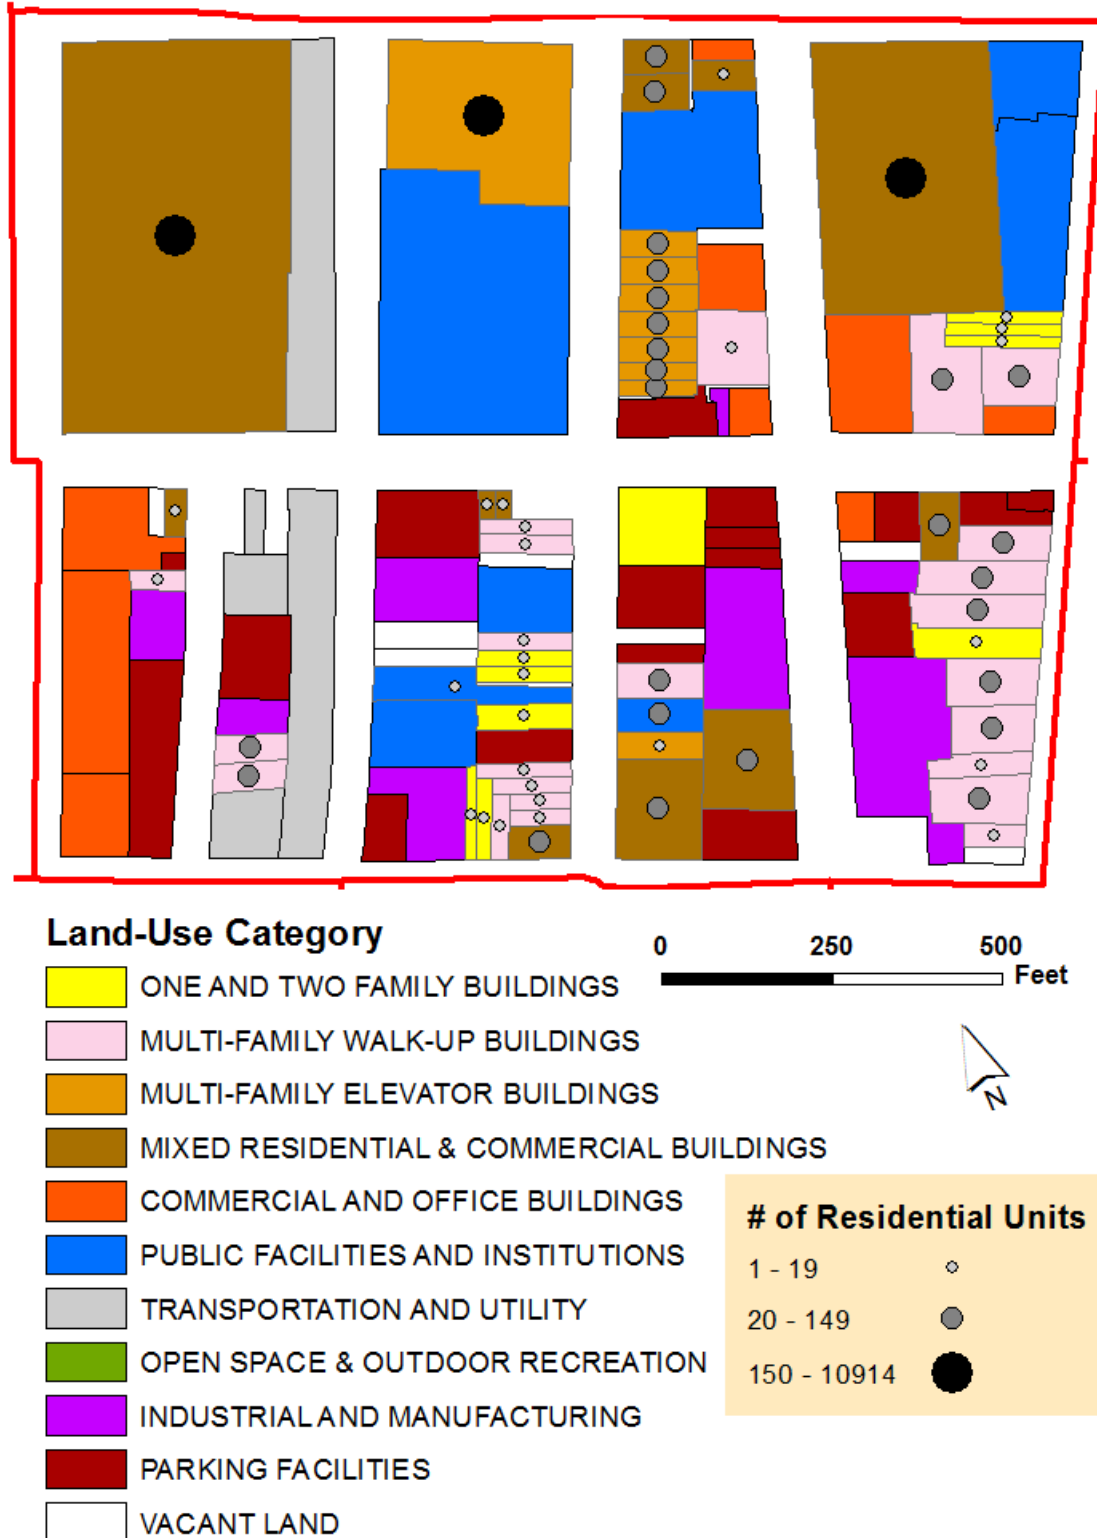 Land-Use Category
0 250 500
Feet
ONE AND TWO FAMILY BUILDINGS
MULTI-FAMILY WALK-UP BUILDINGS
MULTI-FAMILY ELEVATOR BUILDINGS
N
MIXED RESIDENTIAL & COMMERCIAL BUILDINGS
COMMERCIAL AND OFFICE BUILDINGS
PUBLIC FACILITIES AND INSTITUTIONS
TRANSPORTATION AND UTILITY
OPEN SPACE & OUTDOOR RECREATION
INDUSTRIAL AND MANUFACTURING
PARKING FACILITIES
VACANT LAND
# of Residential Units
1 - 19
20 - 149
150 - 10914